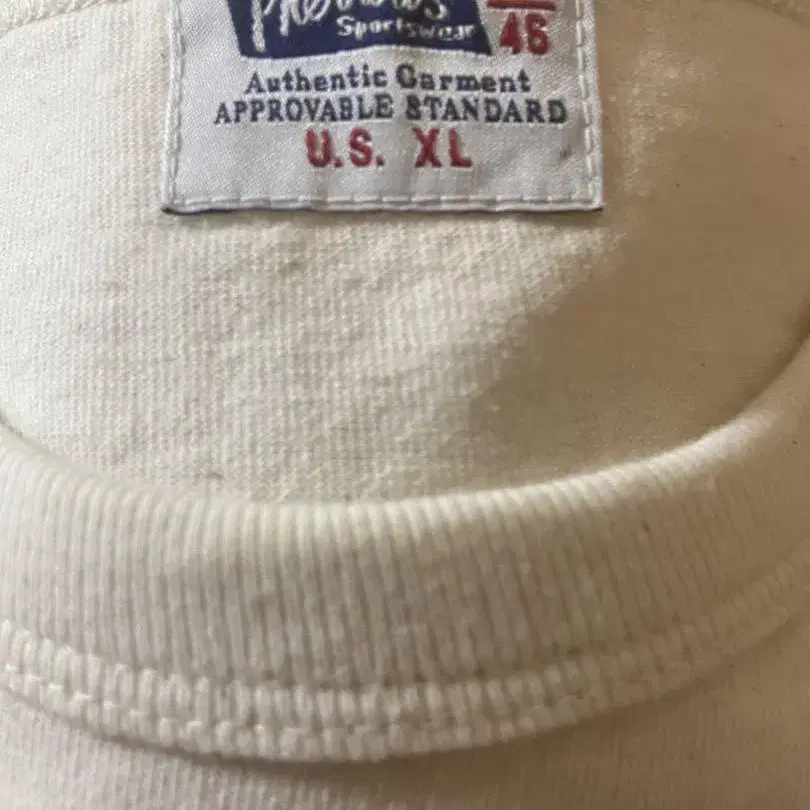 Sportswear
46
Authentic Garment
APPROVABLE STANDARD
U.S. XL